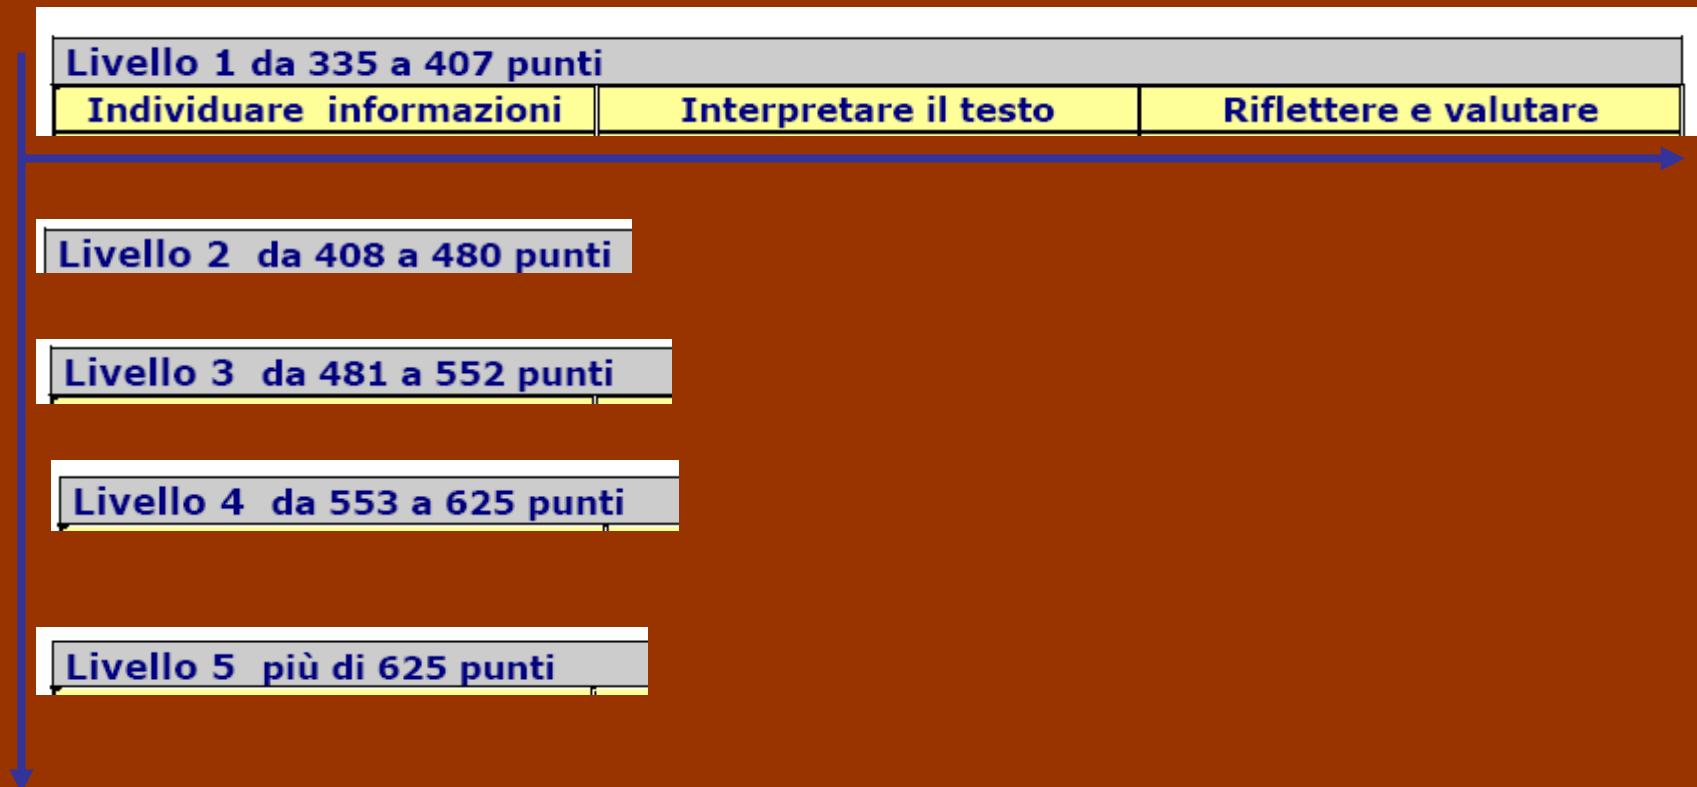 Livello 1 da 335 a 407 punti
Individuare informazioni Interpretare il testo Riflettere e valutare
Livello 2 da 408 a 480 punti
Livello 3 da 481 a 552 punti
Livello 4 da 553 a 625 punti
Livello 5 più di 625 punti